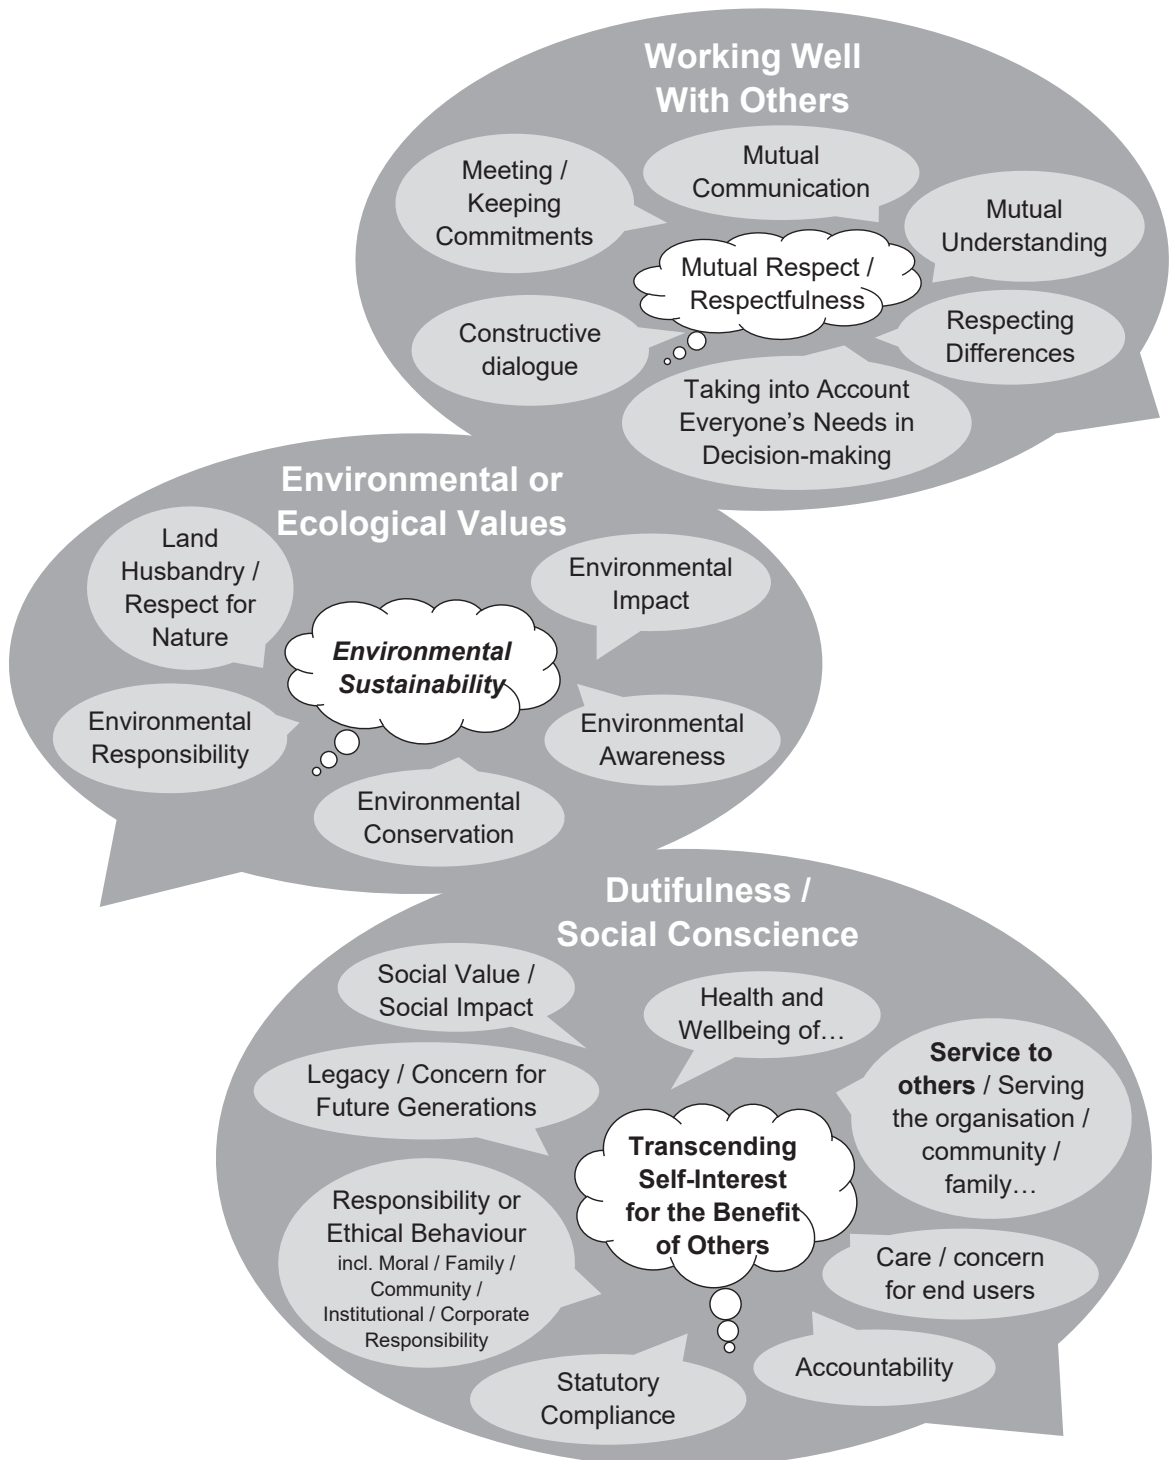 Working Well
With Others
Meeting /
Keeping
Commitments
Mutual
Communication
Mutual
Understanding
Mutual Respect /
Respectfulness
Constructive
dialogue
Respecting
Differences
Taking into Account
Everyone’s Needs in
Decision-making
Environmental or
Ecological Values
Land
Husbandry /
Respect for
Nature
Environmental
Impact
Environmental
Sustainability
Environmental
Responsibility
Environmental
Awareness
Environmental
Conservation
Dutifulness /
Social Conscience
Social Value /
Social Impact
Health and
Wellbeing of…
Legacy / Concern for
Future Generations
Service to
others / Serving
the organisation /
community /
family…
Transcending
Self-Interest
for the Benefit
of Others
Responsibility or
Ethical Behaviour
incl. Moral / Family /
Community /
Institutional / Corporate
Responsibility
Care / concern
for end users
Accountability
Statutory
Compliance